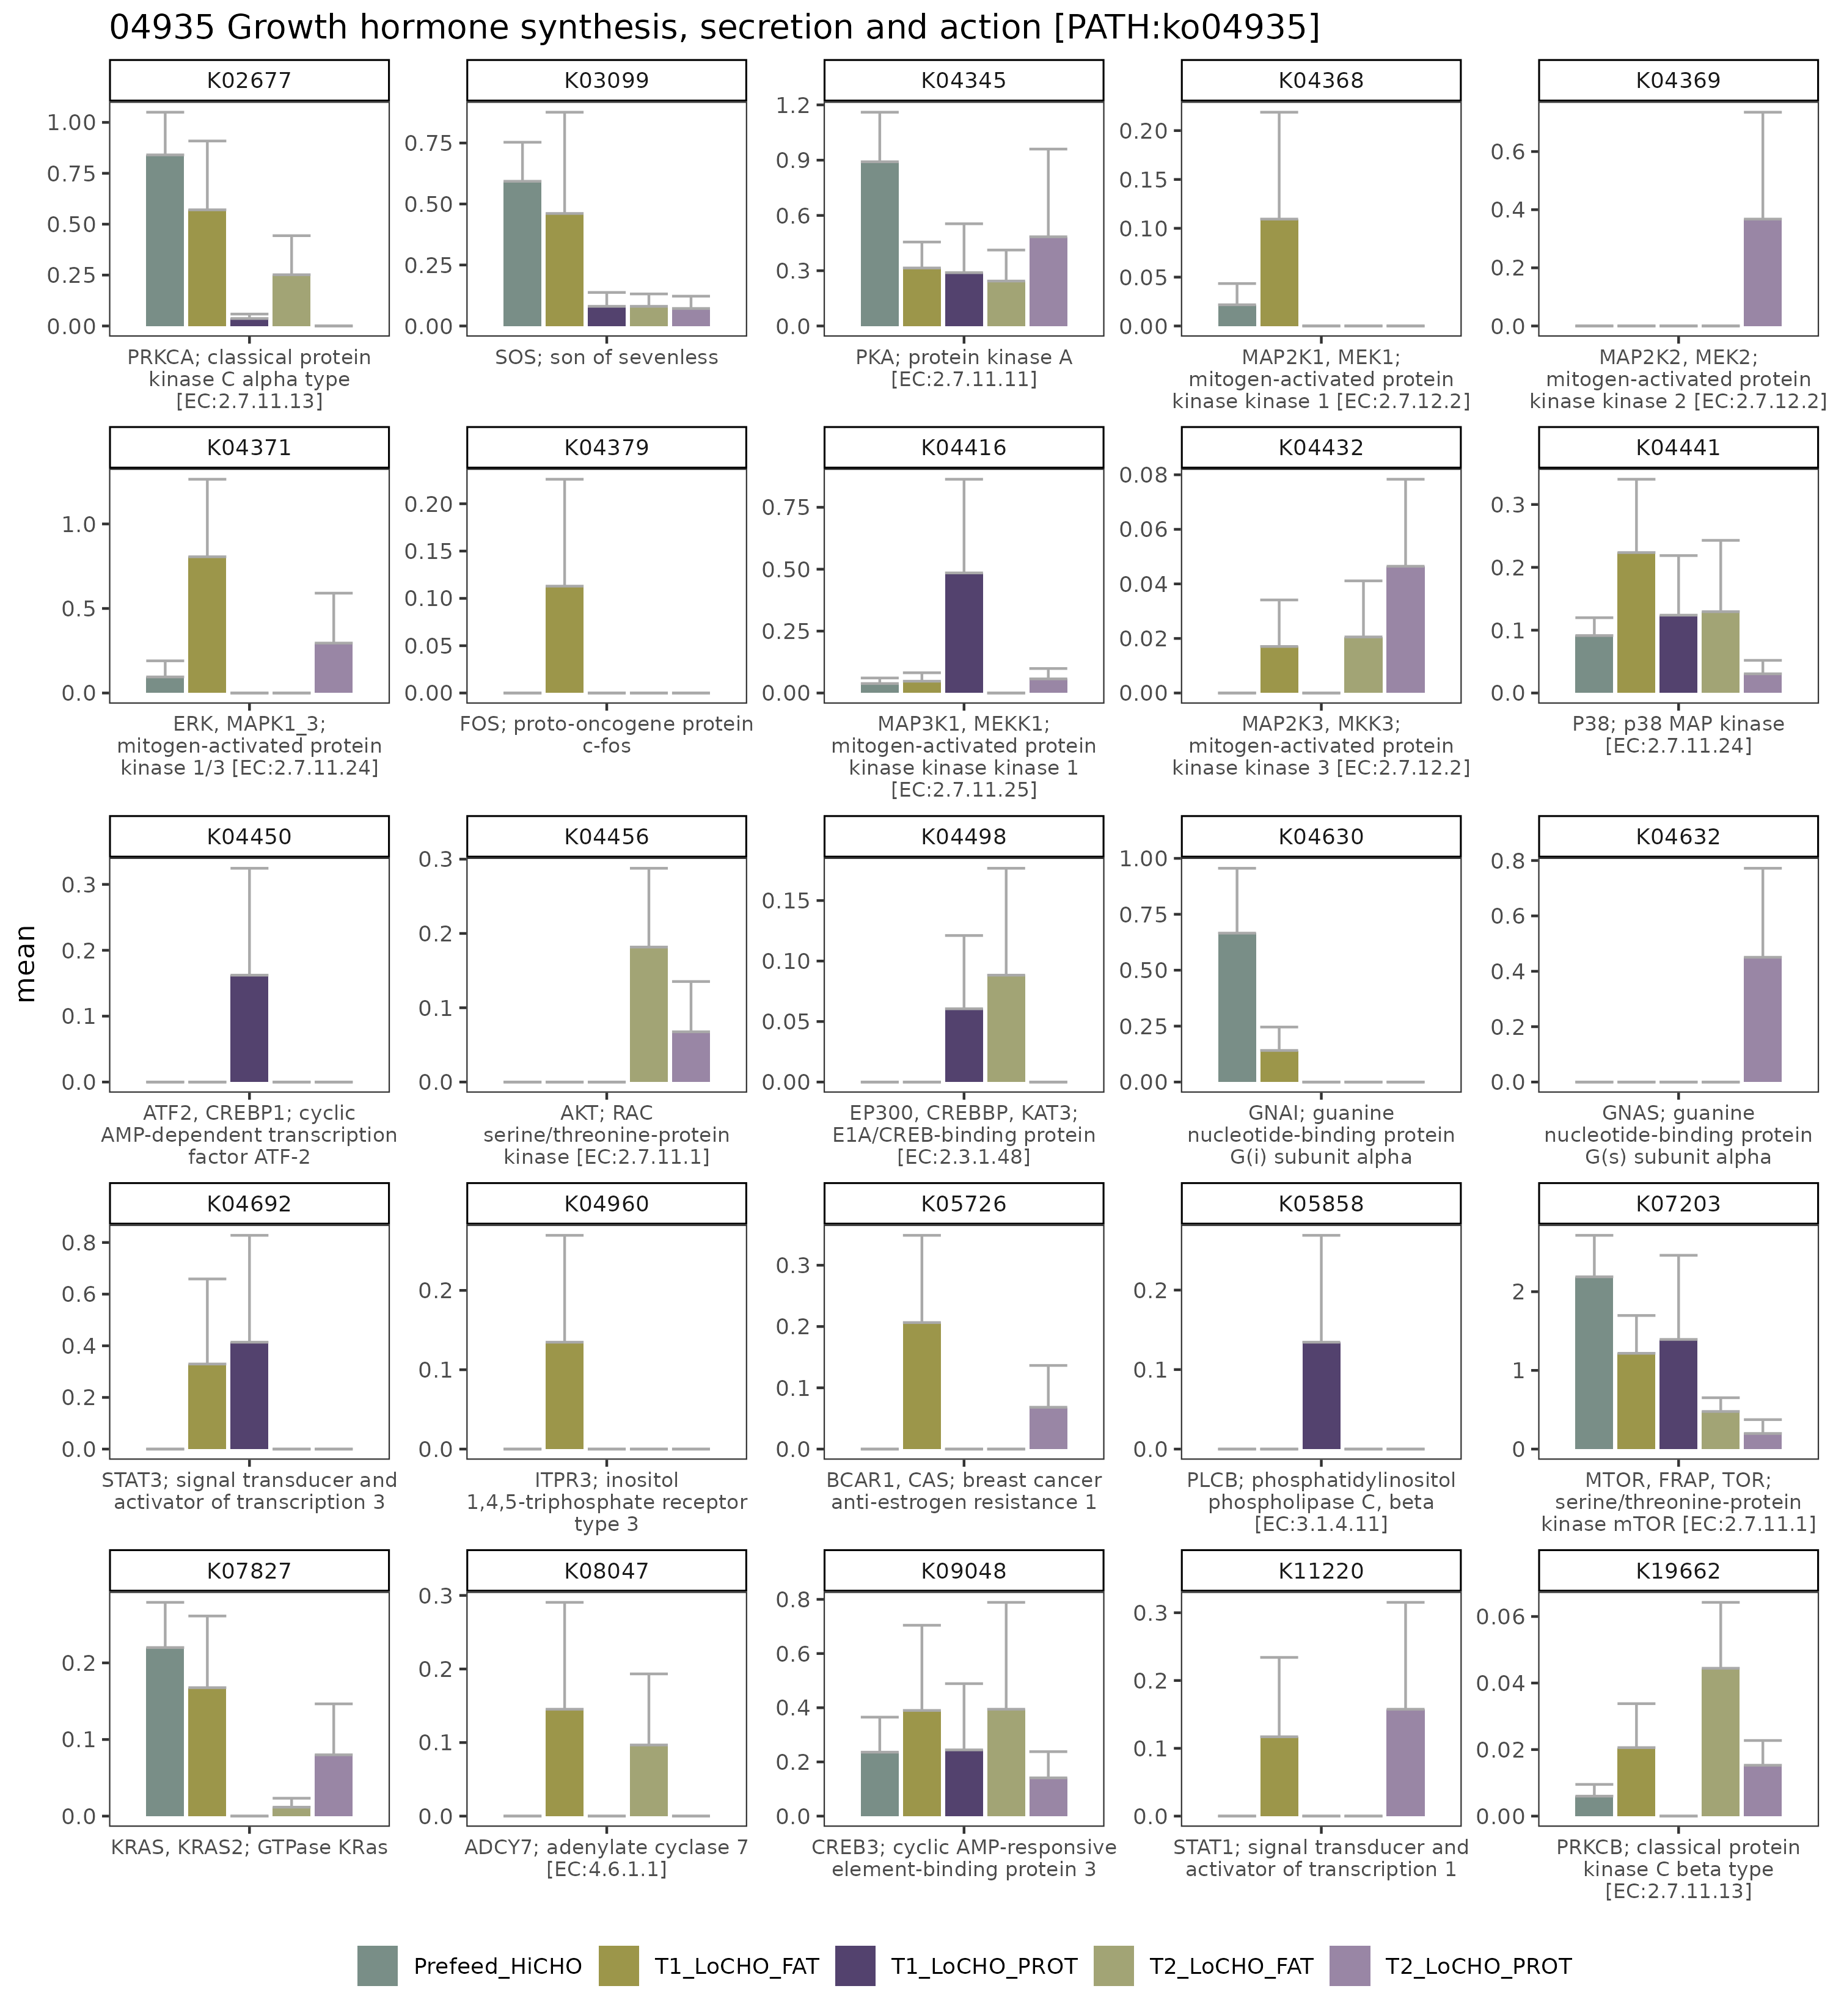 04935 Growth hormone synthesis, secretion and action [PATH:ko04935]
K02677 K03099 K04345 K04368 K04369
1.00 0.75 0.50 0.25 0.00
0.75 0.50 0.25 0.00
1.2 0.9 0.6 0.3 0.0
0.20 0.15 0.10 0.05 0.00
0.6 0.4 0.2 0.0
PRKCA; classical protein
kinase C alpha type
[EC:2.7.11.13]
SOS; son of sevenless
PKA; protein kinase A
[EC:2.7.11.11]
MAP2K1, MEK1;
mitogen-activated protein
kinase kinase 1 [EC:2.7.12.2]
MAP2K2, MEK2;
mitogen-activated protein
kinase kinase 2 [EC:2.7.12.2]
K04371 K04379 K04416 K04432 K04441
1.0 0.5 0.0
0.20 0.15 0.10 0.05 0.00
0.75 0.50 0.25 0.00
0.08 0.06 0.04 0.02 0.00
0.3 0.2 0.1 0.0
ERK, MAPK1_3;
mitogen-activated protein
kinase 1/3 [EC:2.7.11.24]
FOS; proto-oncogene protein
c-fos
MAP3K1, MEKK1;
mitogen-activated protein
kinase kinase kinase 1
[EC:2.7.11.25]
MAP2K3, MKK3;
mitogen-activated protein
kinase kinase 3 [EC:2.7.12.2]
P38; p38 MAP kinase
[EC:2.7.11.24]
mean
K04450 K04456 K04498 K04630 K04632
0.3 0.2 0.1 0.0
0.3 0.2 0.1 0.0
0.15 0.10 0.05 0.00
1.00 0.75 0.50 0.25 0.00
0.8 0.6 0.4 0.2 0.0
ATF2, CREBP1; cyclic
AMP-dependent transcription
factor ATF-2
AKT; RAC
serine/threonine-protein
kinase [EC:2.7.11.1]
EP300, CREBBP, KAT3;
E1A/CREB-binding protein
[EC:2.3.1.48]
GNAI; guanine
nucleotide-binding protein
G(i) subunit alpha
GNAS; guanine
nucleotide-binding protein
G(s) subunit alpha
K04692 K04960 K05726 K05858 K07203
0.8 0.6 0.4 0.2 0.0
0.2 0.1 0.0
0.3 0.2 0.1 0.0
0.2 0.1 0.0
2 1 0
STAT3; signal transducer and
activator of transcription 3
ITPR3; inositol
1,4,5-triphosphate receptor
type 3
BCAR1, CAS; breast cancer
anti-estrogen resistance 1
PLCB; phosphatidylinositol
phospholipase C, beta
[EC:3.1.4.11]
MTOR, FRAP, TOR;
serine/threonine-protein
kinase mTOR [EC:2.7.11.1]
K07827 K08047 K09048 K11220 K19662
0.2 0.1 0.0
0.3 0.2 0.1 0.0
0.8 0.6 0.4 0.2 0.0
0.3 0.2 0.1 0.0
0.06 0.04 0.02 0.00
KRAS, KRAS2; GTPase KRas
ADCY7; adenylate cyclase 7
[EC:4.6.1.1]
CREB3; cyclic AMP-responsive
element-binding protein 3
STAT1; signal transducer and
activator of transcription 1
PRKCB; classical protein
kinase C beta type
[EC:2.7.11.13]
Prefeed_HiCHO T1_LoCHO_FAT T1_LoCHO_PROT T2_LoCHO_FAT T2_LoCHO_PROT